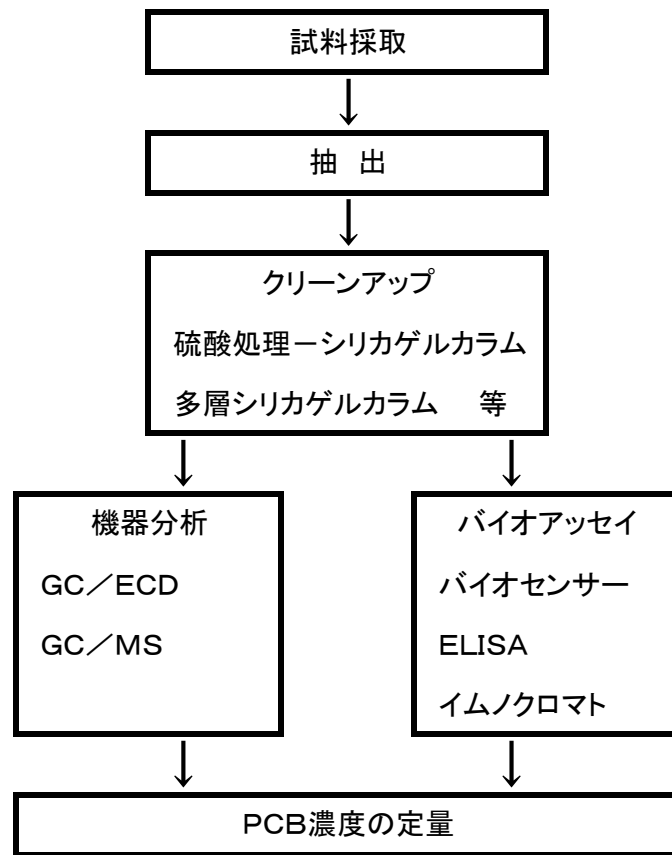 試料採取
抽 出
クリーンアップ
硫酸処理－シリカゲルカラム
多層シリカゲルカラム 等
機器分析
GC／ECD
GC／MS
バイオアッセイ
バイオセンサー
ELISA
イムノクロマト
PCB濃度の定量